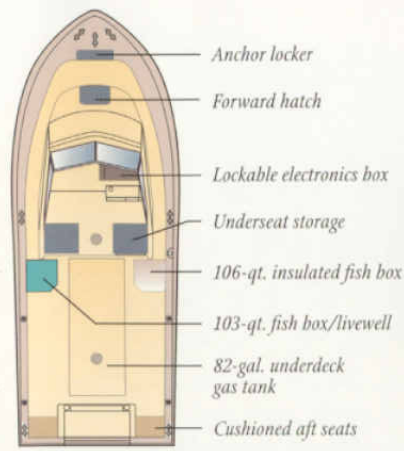 Anchor locker
Forward hatch
Lockable electronics box
Underseat storage
106-qt. insulated fish box
103-qt. fish box/livewell
82-gal. underdeck
gas tank
Cushioned aft seats